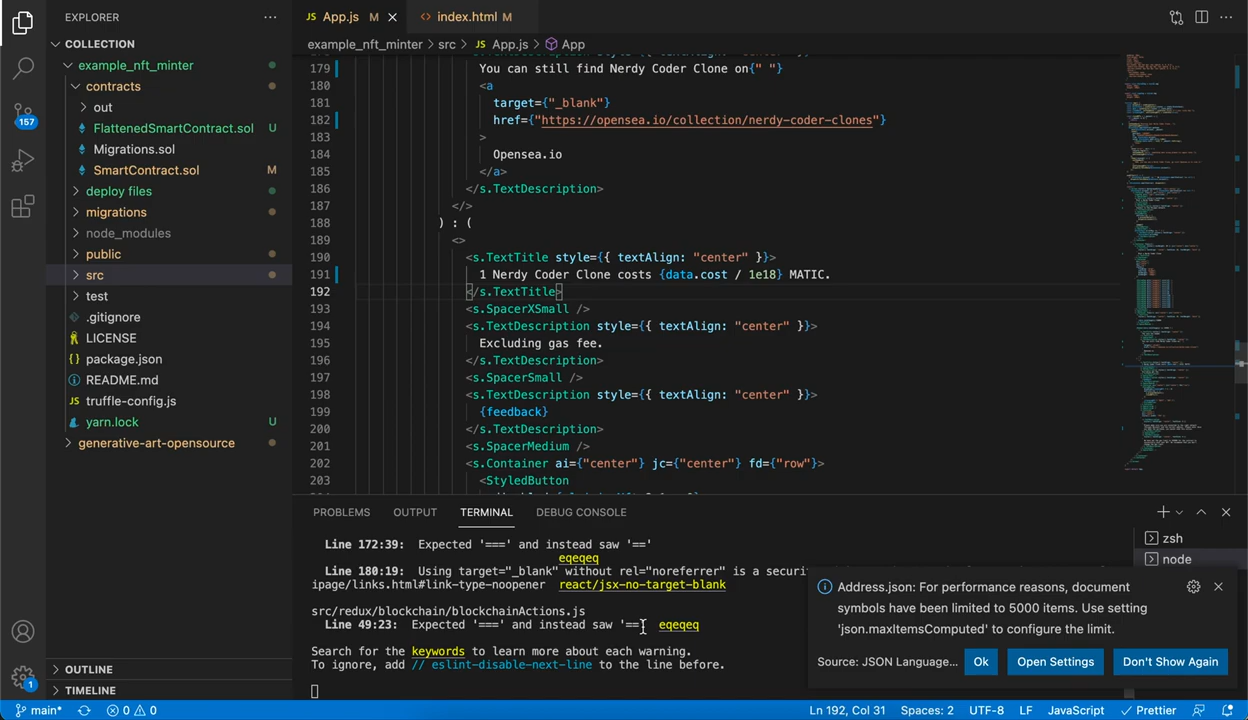 EXPLORER
COLLECTION
example_nft_minter
contracts
out
FlattenedSmartContract.sol U
Migrations.sol
SmartContract.sol M
deploy files
migrations
node_modules
public
src
test
.gitignore
LICENSE
{} package.json
README.md
JS truffle-config.js
yarn.lock U
generative-art-opensource
OUTLINE
TIMELINE
157
1
JS App.js M
<> index.html M
example_nft_minter > src > JS App.js > App
179 You can still find Nerdy Coder Clone on{" "}
180 <a
181 target={"_blank"}
182 href={"https://opensea.io/collection/nerdy-coder-clones"}
183 >
184 Opensea.io
185 </a>
186 </s.TextDescription>
187 </>
188 ) : (
189 <>
190 <s.TextTitle style={{ textAlign: "center" }}>
191 1 Nerdy Coder Clone costs {data.cost / 1e18} MATIC.
192 </s.TextTitle>
193 <s.SpacerXSmall />
194 <s.TextDescription style={{ textAlign: "center" }}>
195 Excluding gas fee.
196 </s.TextDescription>
197 <s.SpacerSmall />
198 <s.TextDescription style={{ textAlign: "center" }}>
199 {feedback}
200 </s.TextDescription>
201 <s.SpacerMedium />
202 <s.Container ai={"center"} jc={"center"} fd={"row"}>
203 <StyledButton
PROBLEMS OUTPUT TERMINAL DEBUG CONSOLE
Line 172:39: Expected '===' and instead saw '=='
eqeqeq
Line 180:19: Using target="_blank" without rel="noreferrer" is a securi
ipage/links.html#link-type-noopener react/jsx-no-target-blank
src/redux/blockchain/blockchainActions.js
Line 49:23: Expected '===' and instead saw '==' eqeqeq
Search for the keywords to learn more about each warning.
To ignore, add // eslint-disable-next-line to the line before.
zsh
node
Address.json: For performance reasons, document
symbols have been limited to 5000 items. Use setting
'json.maxItemsComputed' to configure the limit.
Source: JSON Language...
Ok
Open Settings
Don't Show Again
main* 0 0
Ln 192, Col 31 Spaces: 2 UTF-8 LF JavaScript Prettier